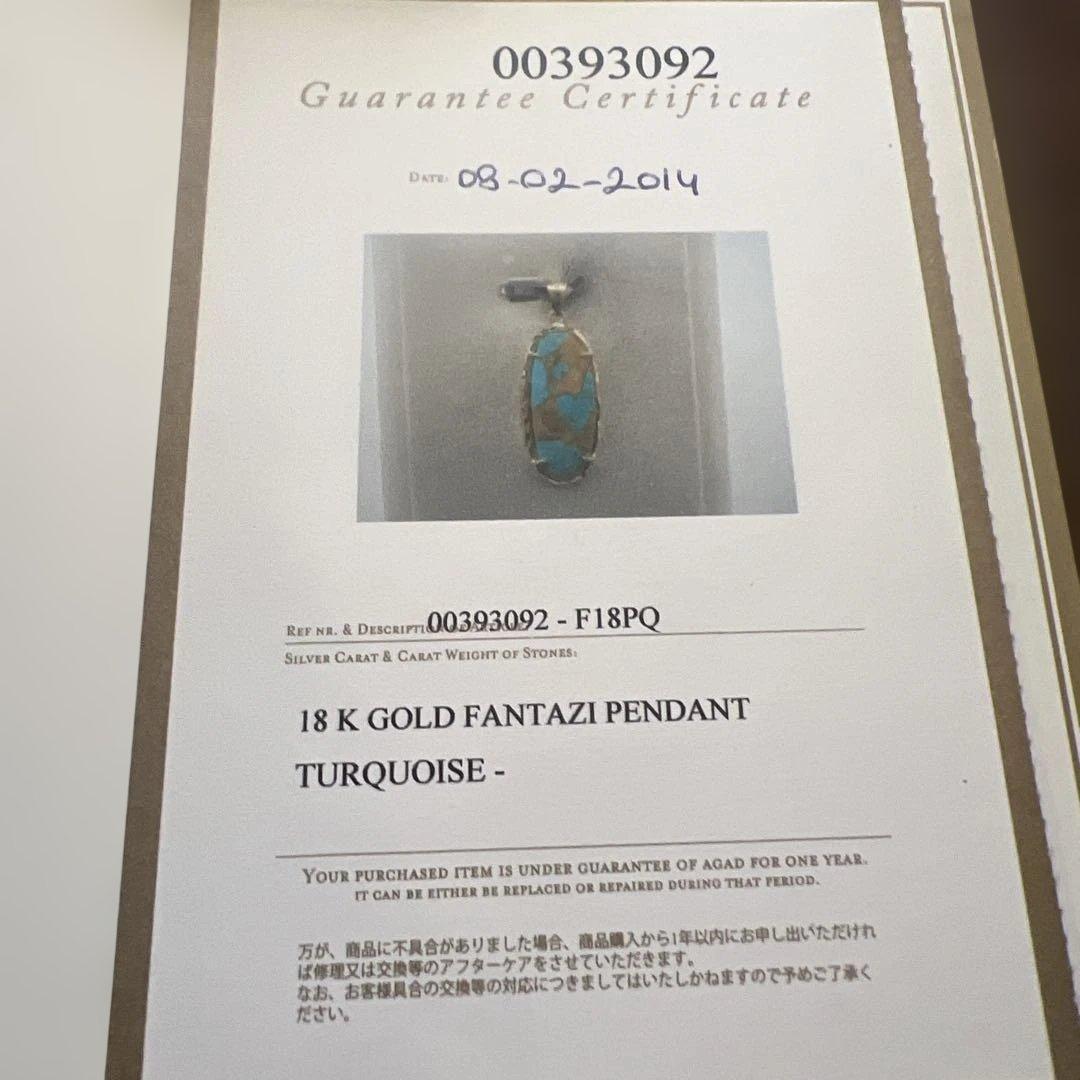 00393092
Guarantee Certificate
DATE: 08-02-2014
REF NR. & DESCRIPTION 00393092 - F18PQ
SILVER CARAT & CARAT WEIGHT OF STONES:
18 K GOLD FANTAZI PENDANT
TURQUOISE -
YOUR PURCHASED ITEM IS UNDER GUARANTEE OF AGAD FOR ONE YEAR.
IT CAN BE EITHER BE REPLACED OR REPAIRED DURING THAT PERIOD.
万が、商品に不具合がありました場合、商品購入から1年以内にお申し出いただけれ
ば修理又は交換等のアフターケアをさせていただきます。
なお、お客様具合の交換等の対応につきましてはいたしかねますので予めご了承く
ださい。